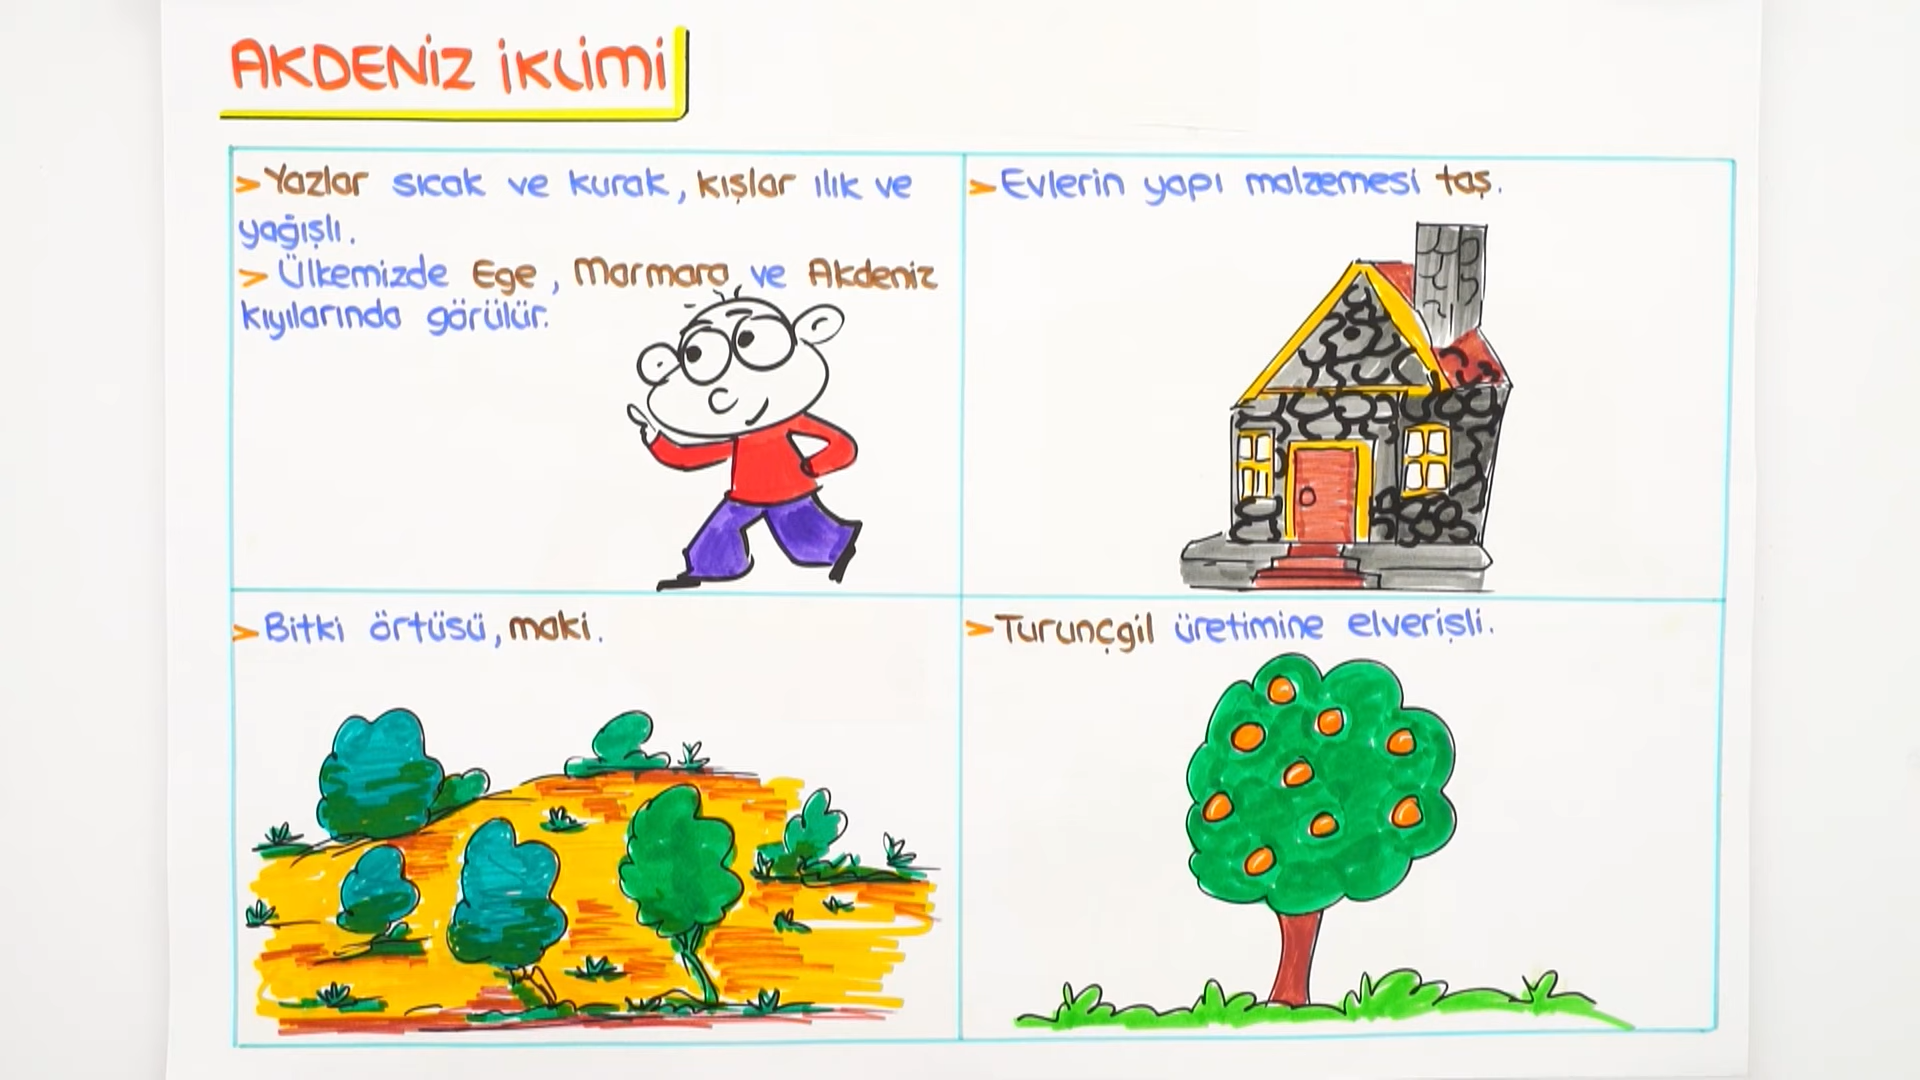 AKDENİZ İKLİMİ
> Yazlar sıcak ve kurak, kışlar ılık ve
yağışlı.
> Ülkemizde Ege, Marmara ve Akdeniz
kıyılarında görülür.
> Evlerin yapı malzemesi taş.
> Bitki örtüsü, maki.
> Turunçgil üretimine elverişli.